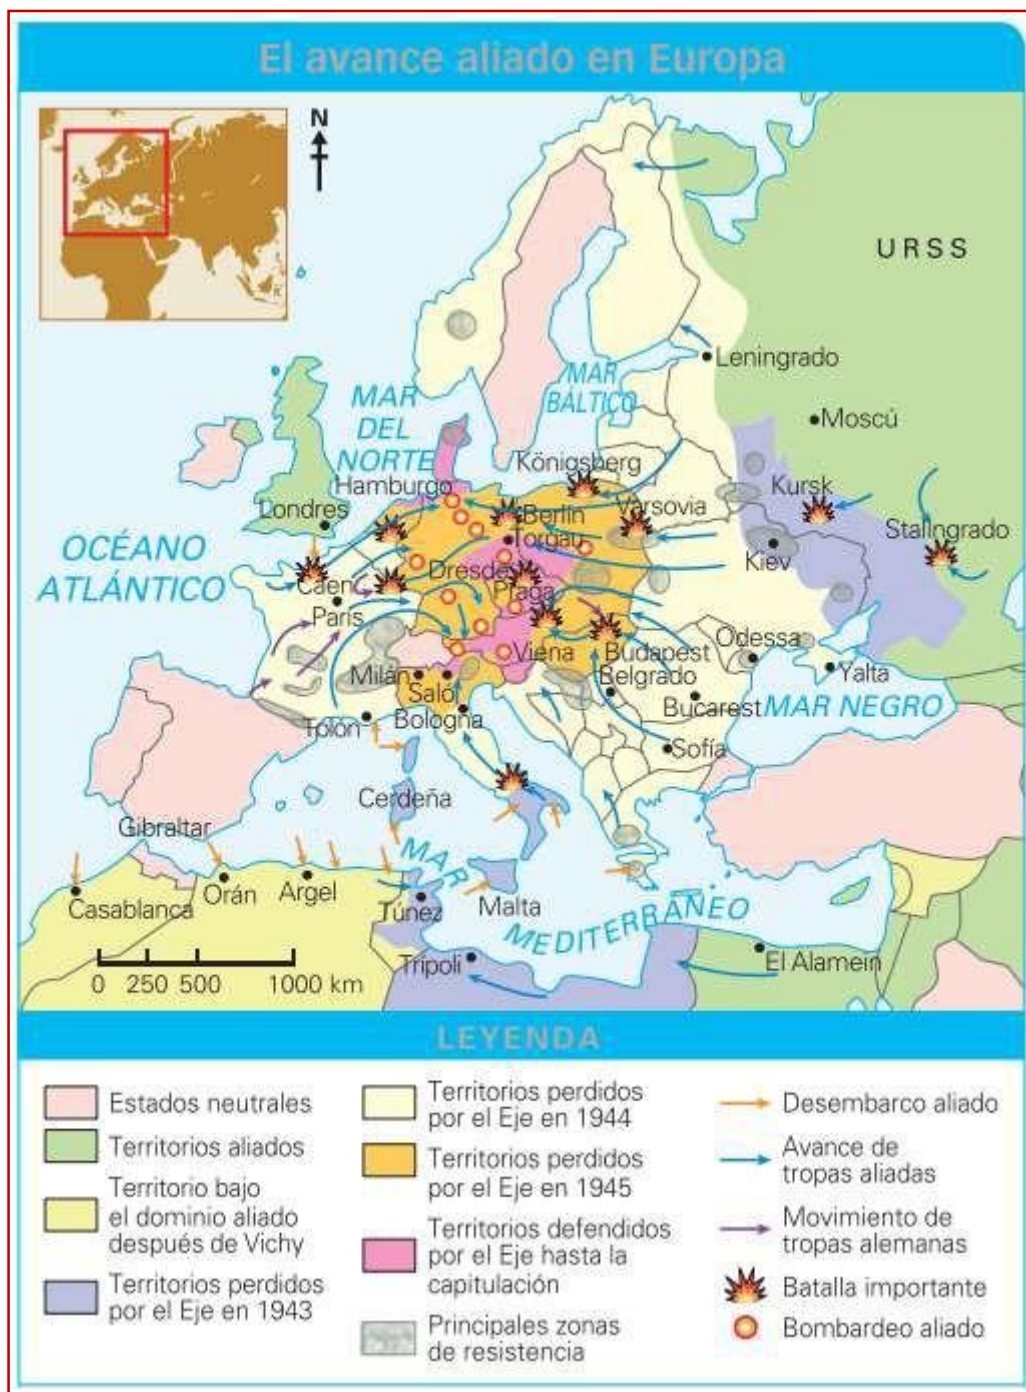 El avance aliado en Europa
N
URSS
Leningrado
MAR
BÁLTICO
Moscú
MAR
DEL
NORTE
Königsberg
Hamburgo
Kursk
Varsovia
Londres
Berlín
Stalingrado
Torgau
OCÉANO
ATLÁNTICO
Kiev
Caen
Dresde
Praga
París
Odessa
Milán
Viena
Budapest
Yalta
Saló
Belgrado
Bologna
Bucarest
MAR NEGRO
Tolón
Sofía
Cerdeña
Gibraltar
MAR
MEDITERRÁNEO
Orán
Argel
Casablanca
Túnez
Malta
Trípoli
El Alamein
0 250 500 1000 km
LEYENDA
Estados neutrales
Territorios aliados
Territorio bajo
el dominio aliado
después de Vichy
Territorios perdidos
por el Eje en 1943
Territorios perdidos
por el Eje en 1944
Territorios perdidos
por el Eje en 1945
Territorios defendidos
por el Eje hasta la
capitulación
Principales zonas
de resistencia
Desembarco aliado
Avance de
tropas aliadas
Movimiento de
tropas alemanas
Batalla importante
Bombardeo aliado